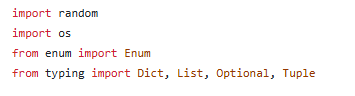 import random
import os
from enum import Enum
from typing import Dict, List, Optional, Tuple